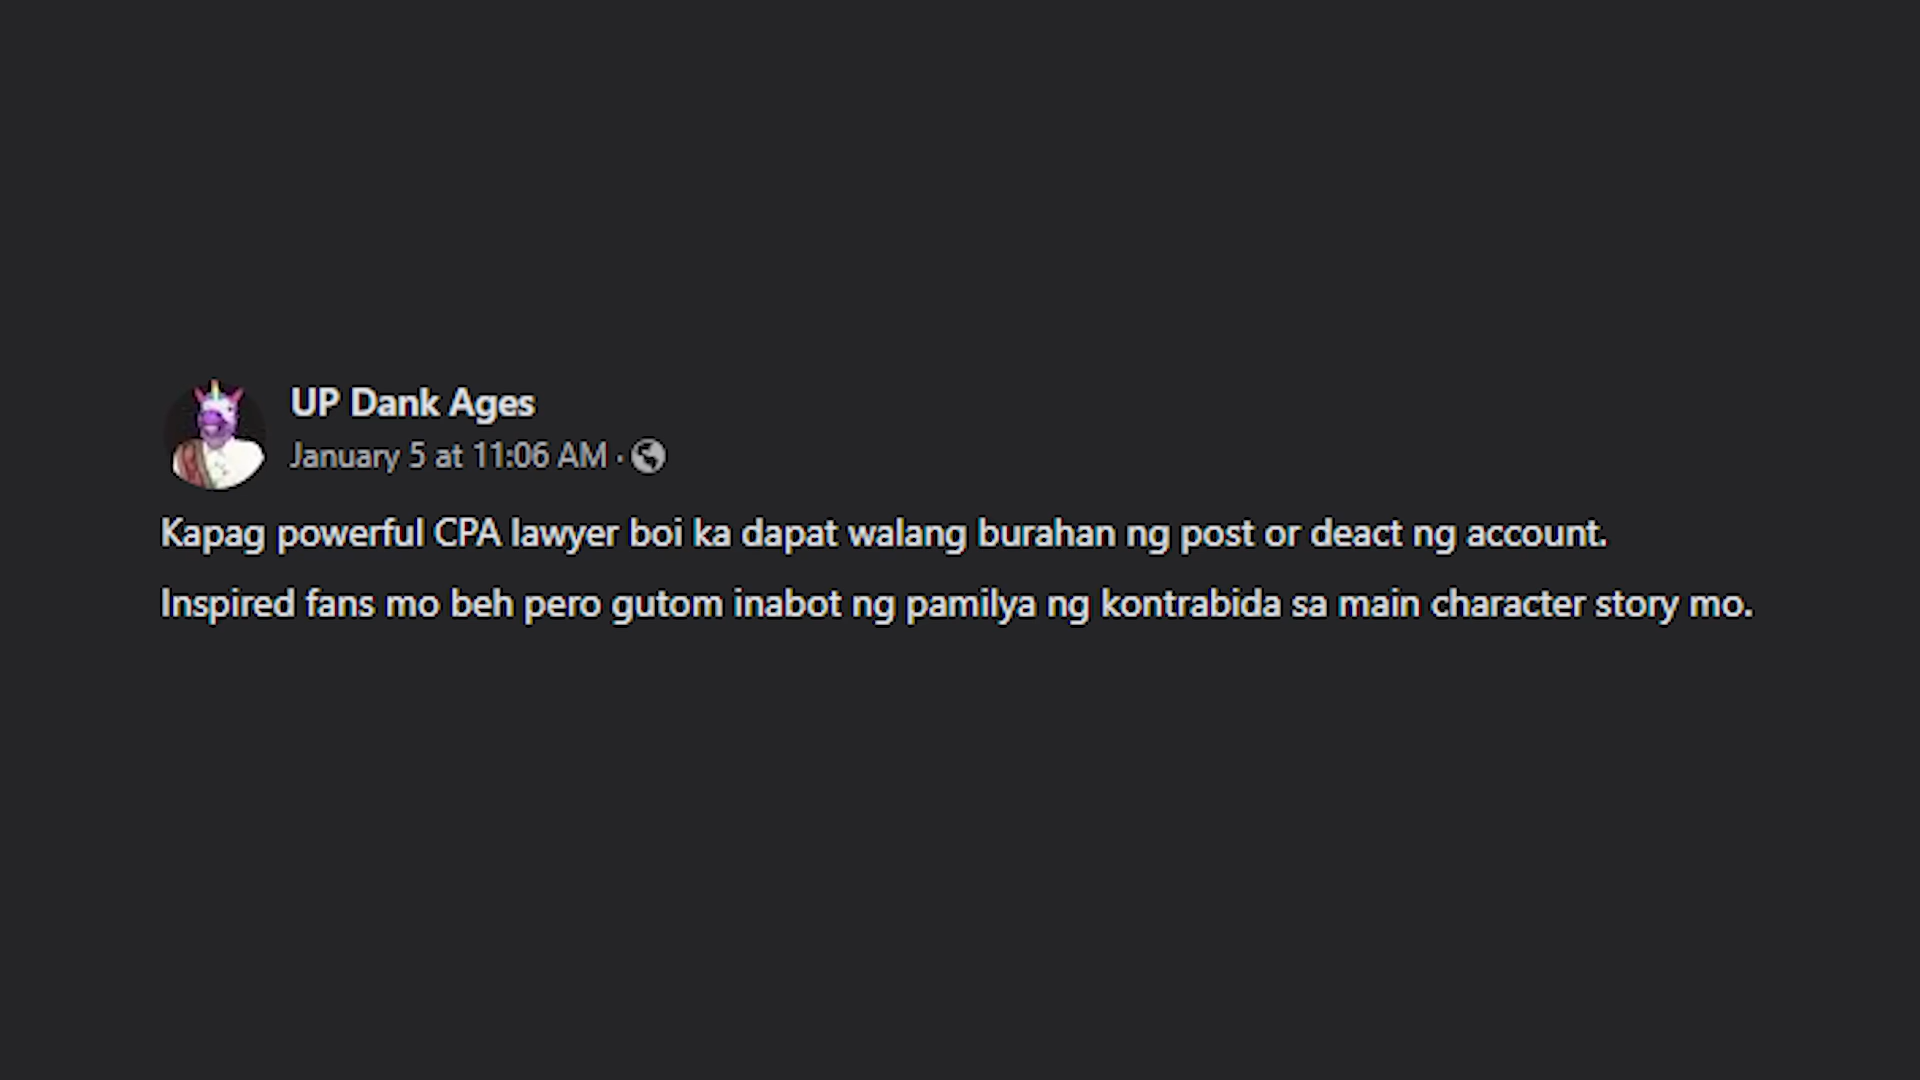 UP Dank Ages
January 5 at 11:06 AM ·
Kapag powerful CPA lawyer boi ka dapat walang burahan ng post or deact ng account.
Inspired fans mo beh pero gutom inabot ng pamilya ng kontrabida sa main character story mo.